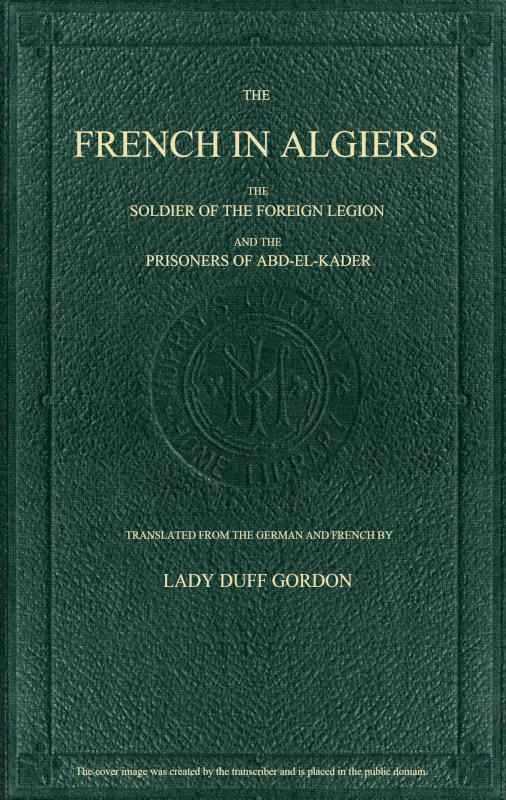 THE
FRENCH IN ALGIERS
THE
SOLDIER OF THE FOREIGN LEGION
AND THE
PRISONERS OF ABD-EL-KADER
HOME LIBRARY
TRANSLATED FROM THE GERMAN AND FRENCH BY
LADY DUFF GORDON
The cover image was created by the transcriber and is placed in the public domain.